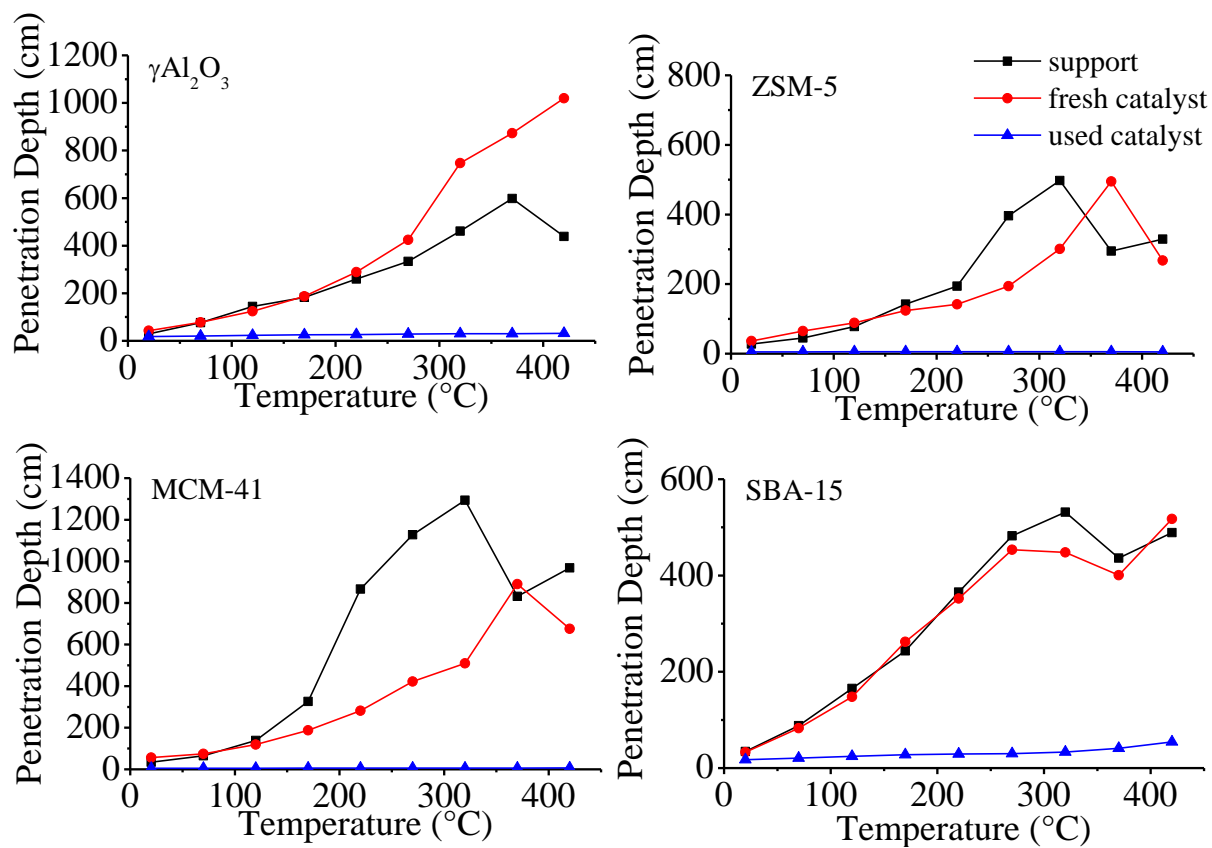 γAl₂O₃
Penetration Depth (cm)
1200
1000
800
600
400
200
0
0 100 200 300 400
Temperature (°C)
ZSM-5
support
fresh catalyst
used catalyst
Penetration Depth (cm)
800
600
400
200
0
0 100 200 300 400
Temperature (°C)
MCM-41
Penetration Depth (cm)
1400
1200
1000
800
600
400
200
0
0 100 200 300 400
Temperature (°C)
SBA-15
Penetration Depth (cm)
600
400
200
0
0 100 200 300 400
Temperature (°C)